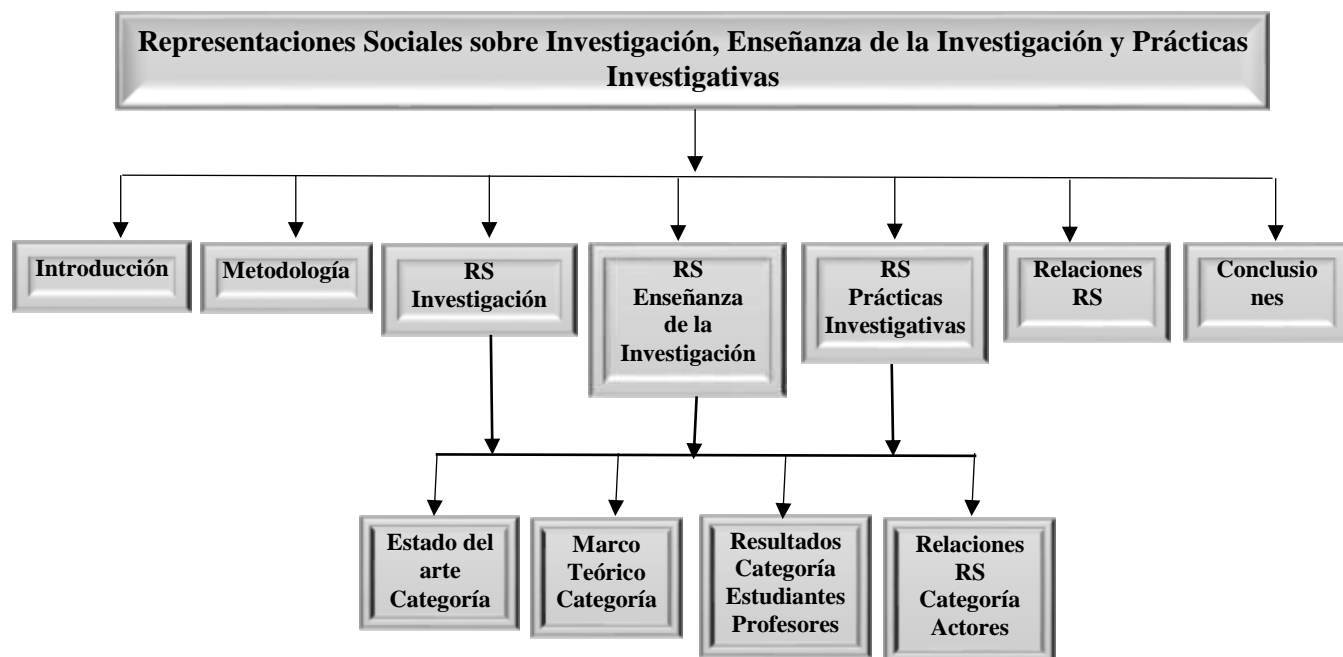 Representaciones Sociales sobre Investigación, Enseñanza de la Investigación y Prácticas
Investigativas
Introducción
Metodología
RS
Investigación
RS
Enseñanza
de la
Investigación
RS
Prácticas
Investigativas
Relaciones
RS
Conclusio
nes
Estado del
arte
Categoría
Marco
Teórico
Categoría
Resultados
Categoría
Estudiantes
Profesores
Relaciones
RS
Categoría
Actores